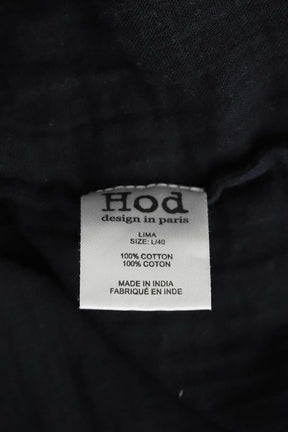 Hod
design in paris
LIMA
SIZE: L/40
100% COTTON
100% COTON
MADE IN INDIA
FABRIQUÉ EN INDE